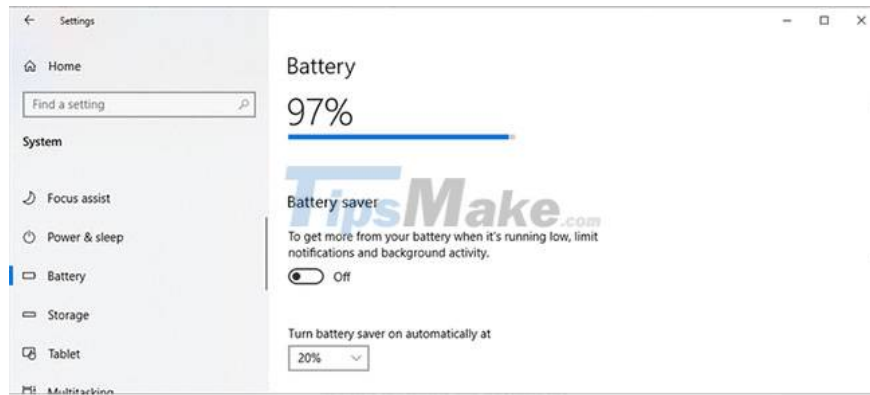 Settings
Home
Find a setting
System
Focus assist
Power & sleep
Battery
Storage
Tablet
Multitasking
Battery
97%
TipsMake.com
Battery saver
To get more from your battery when it's running low, limit
notifications and background activity.
Off
Turn battery saver on automatically at
20%